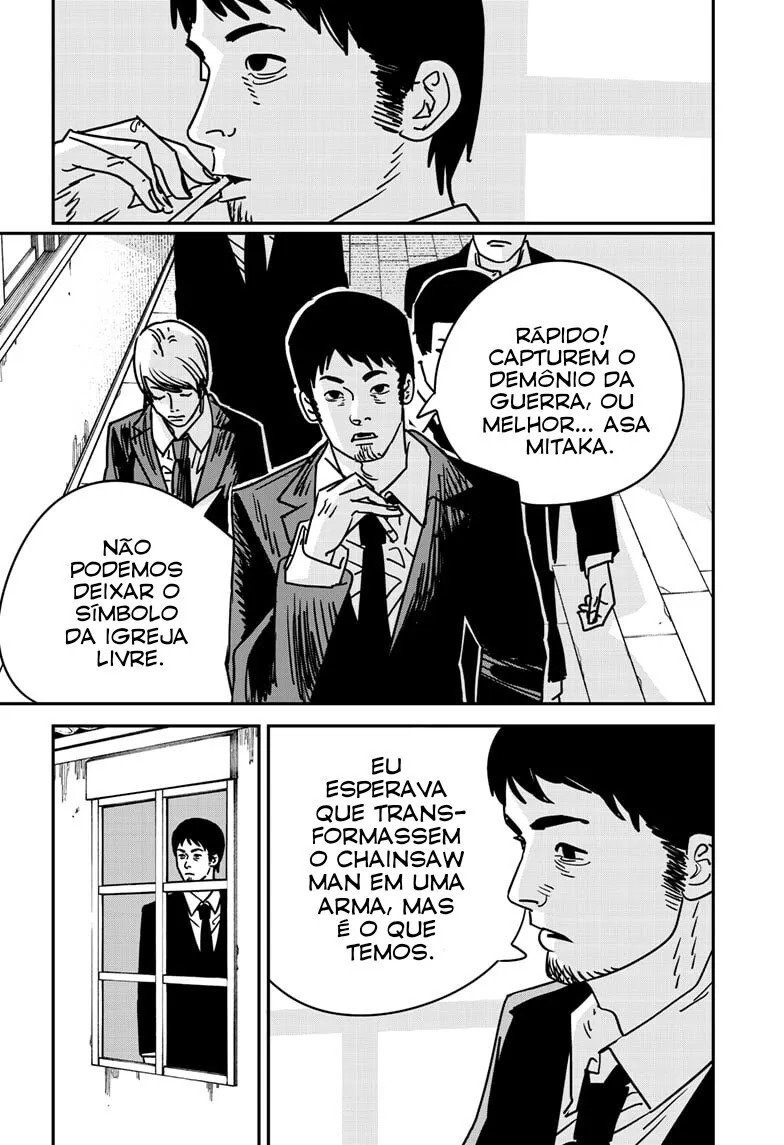 RÁPIDO!
CAPTUREM O
DEMÔNIO DA
GUERRA, OU
MELHOR... ASA
MITAKA.
NÃO
PODEMOS
DEIXAR O
SÍMBOLO
DA IGREJA
LIVRE.
EU
ESPERAVA
QUE TRANS-
FORMASSEM
O CHAINSAW
MAN EM UMA
ARMA, MAS
É O QUE
TEMOS.